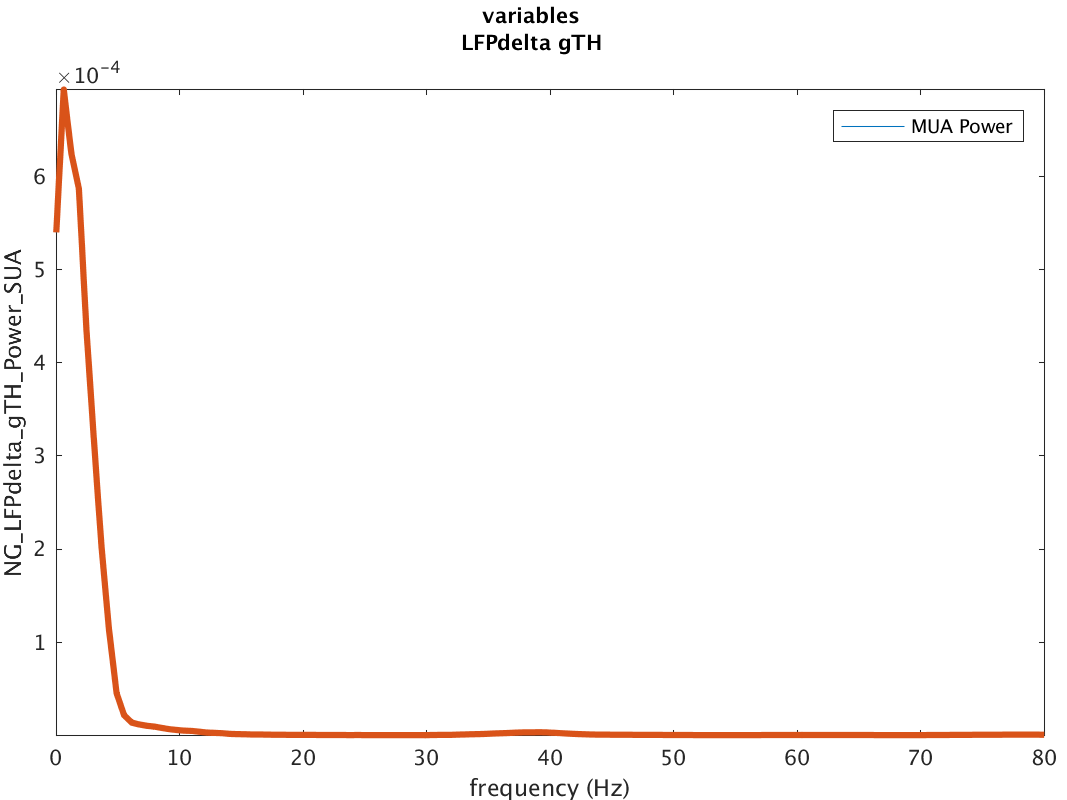 variables
LFPdelta gTH
×10⁻⁴
MUA Power
6
5
4
3
2
1
NG_LFPdelta_gTH_Power_SUA
0 10 20 30 40 50 60 70 80
frequency (Hz)